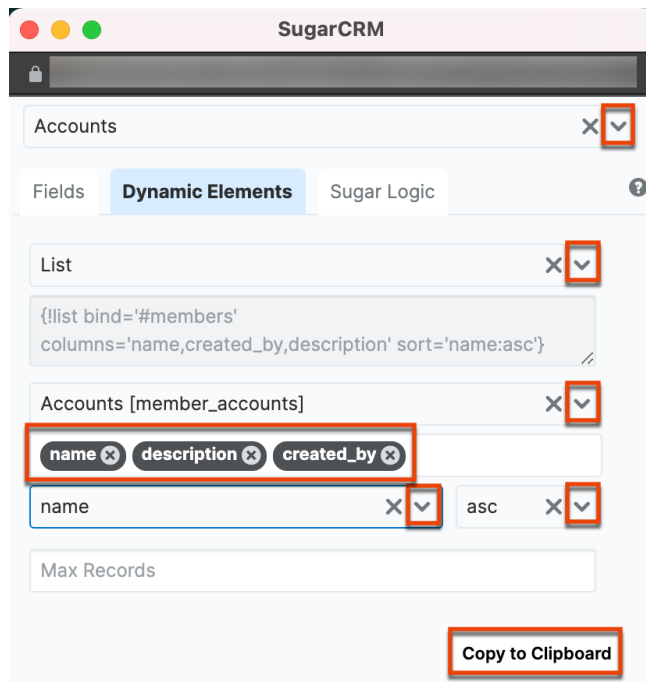 SugarCRM
Accounts
Fields Dynamic Elements Sugar Logic ?
List
{!list bind='#members'
columns='name,created_by,description' sort='name:asc'}
Accounts [member_accounts]
name description created_by
name asc
Max Records
Copy to Clipboard